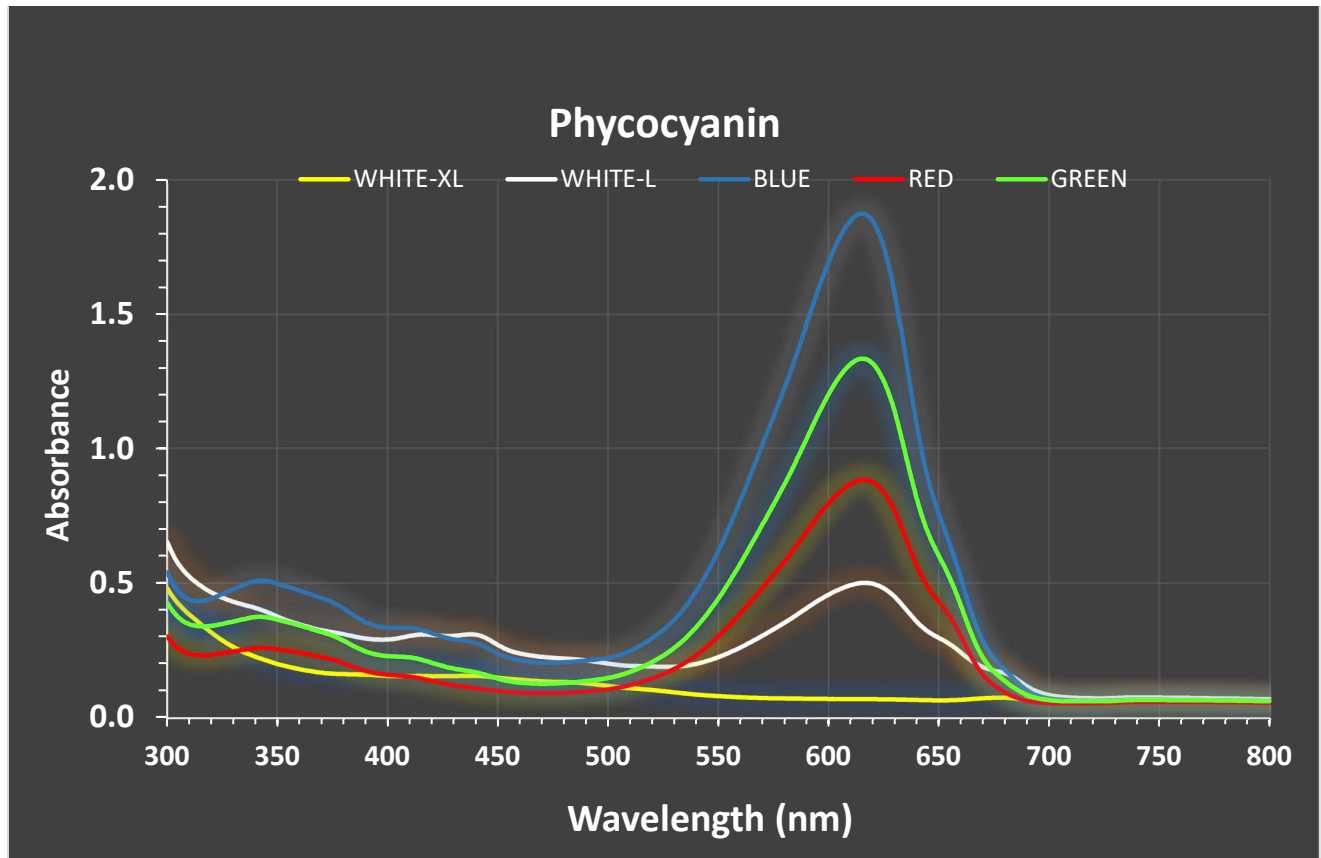 Phycocyanin
WHITE-XL WHITE-L BLUE RED GREEN
2.0
1.5
1.0
0.5
0.0
Absorbance
300 350 400 450 500 550 600 650 700 750 800
Wavelength (nm)